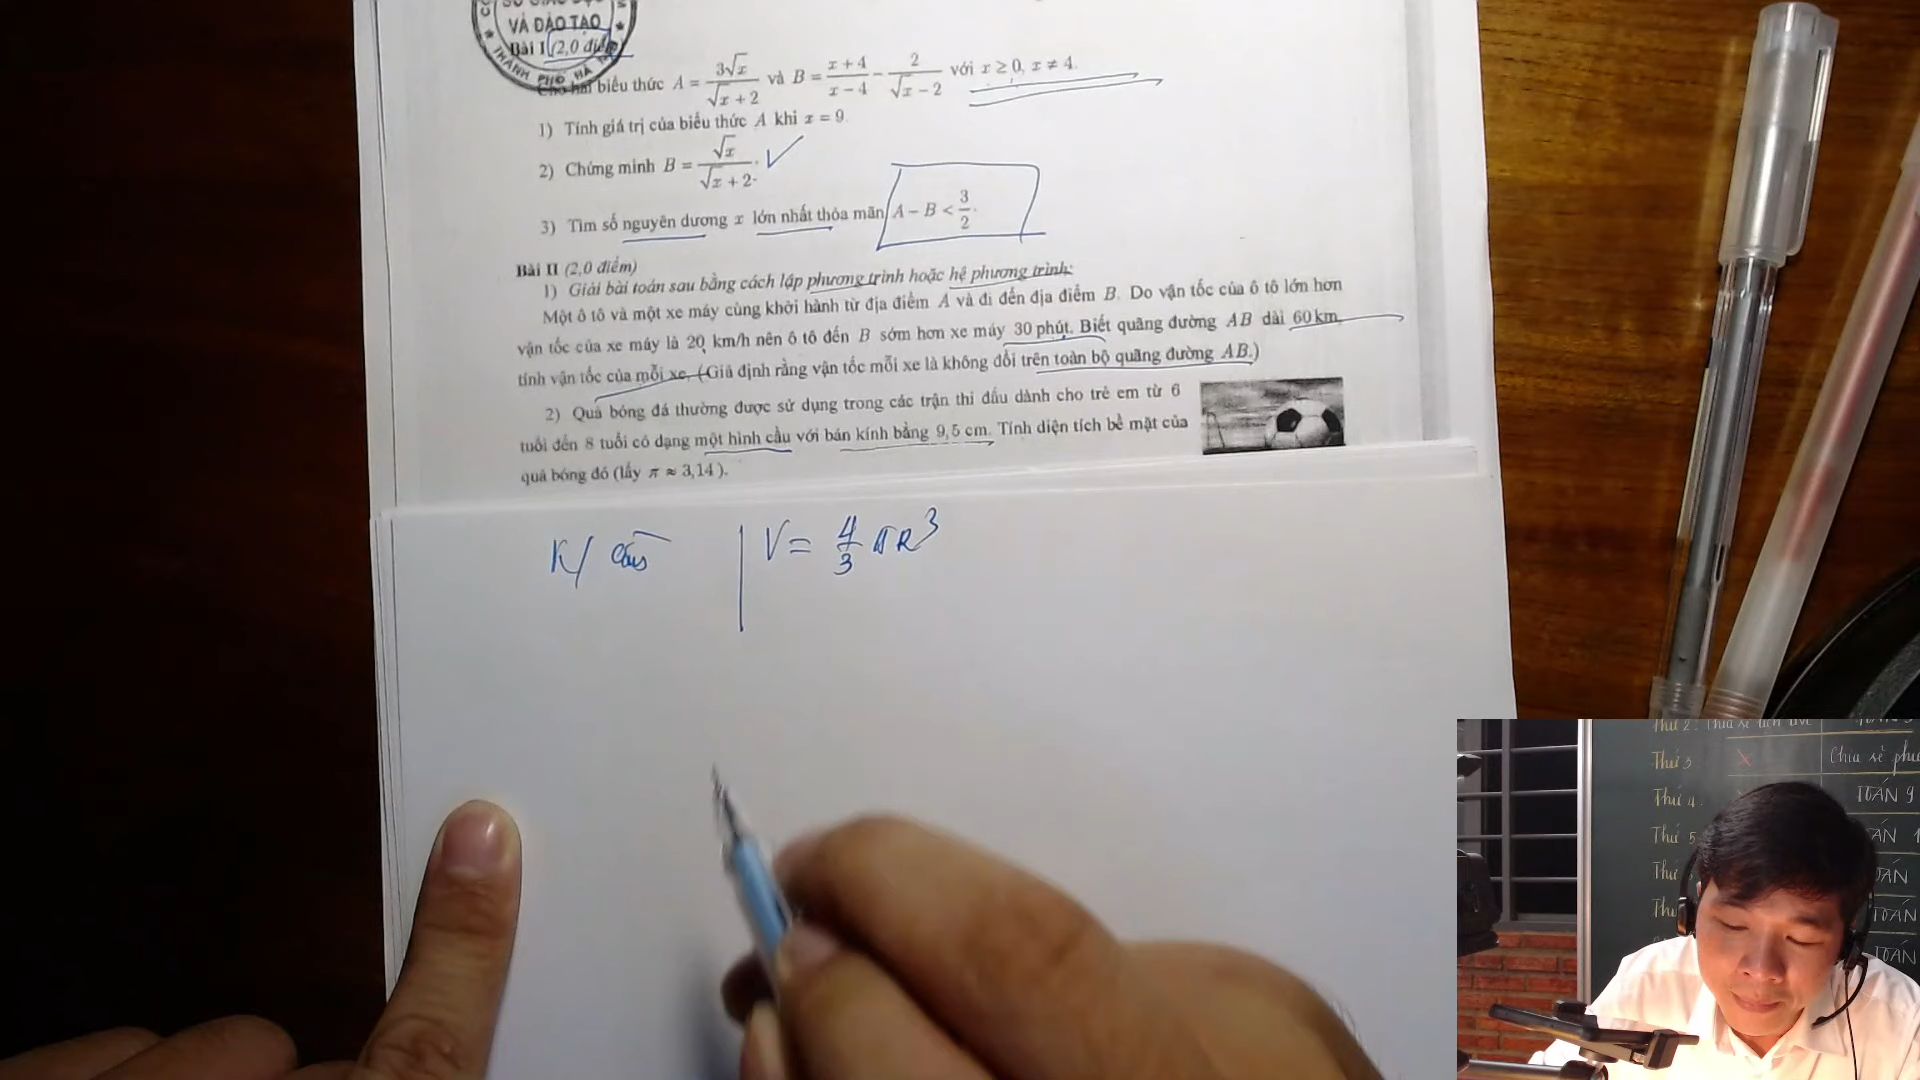 VÀ ĐÀO TẠO
THÀNH PHỐ HÀ
Bài I (2,0 điểm)
Cho hai biểu thức A = 3√x / (√x + 2) và B = (x + 4) / (x − 4) − 2 / (√x − 2) với x ≥ 0, x ≠ 4.
1) Tính giá trị của biểu thức A khi x = 9.
2) Chứng minh B = √x / (√x + 2).
3) Tìm số nguyên dương x lớn nhất thỏa mãn A − B < 3/2.
Bài II (2,0 điểm)
1) Giải bài toán sau bằng cách lập phương trình hoặc hệ phương trình:
Một ô tô và một xe máy cùng khởi hành từ địa điểm A và đi đến địa điểm B. Do vận tốc của ô tô lớn hơn
vận tốc của xe máy là 20 km/h nên ô tô đến B sớm hơn xe máy 30 phút. Biết quãng đường AB dài 60 km,
tính vận tốc của mỗi xe. (Giả định rằng vận tốc mỗi xe là không đổi trên toàn bộ quãng đường AB.)
2) Quả bóng đá thường được sử dụng trong các trận thi đấu dành cho trẻ em từ 6
tuổi đến 8 tuổi có dạng một hình cầu với bán kính bằng 9,5 cm. Tính diện tích bề mặt của
quả bóng đó (lấy π ≈ 3,14).
K/ cầu
V = 4/3 πR³
Thứ 3 X Chia sẻ
Thứ 4 TOÁN 9
Thứ 5
TOÁN
TOÁN